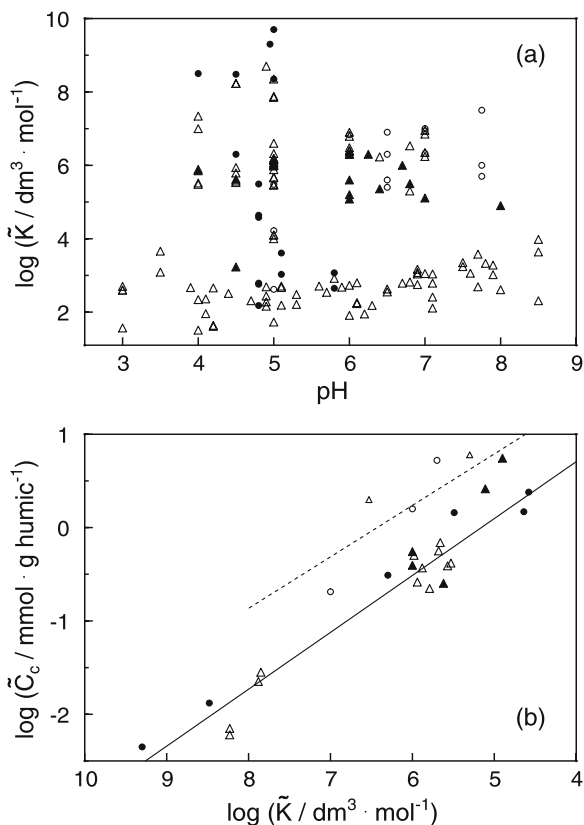 (a)
log (K̃ / dm³ · mol⁻¹)
10
8
6
4
2
3 4 5 6 7 8 9
pH
(b)
log (C̃c / mmol · g humic⁻¹)
1
0
-1
-2
10 9 8 7 6 5 4
log (K̃ / dm³ · mol⁻¹)